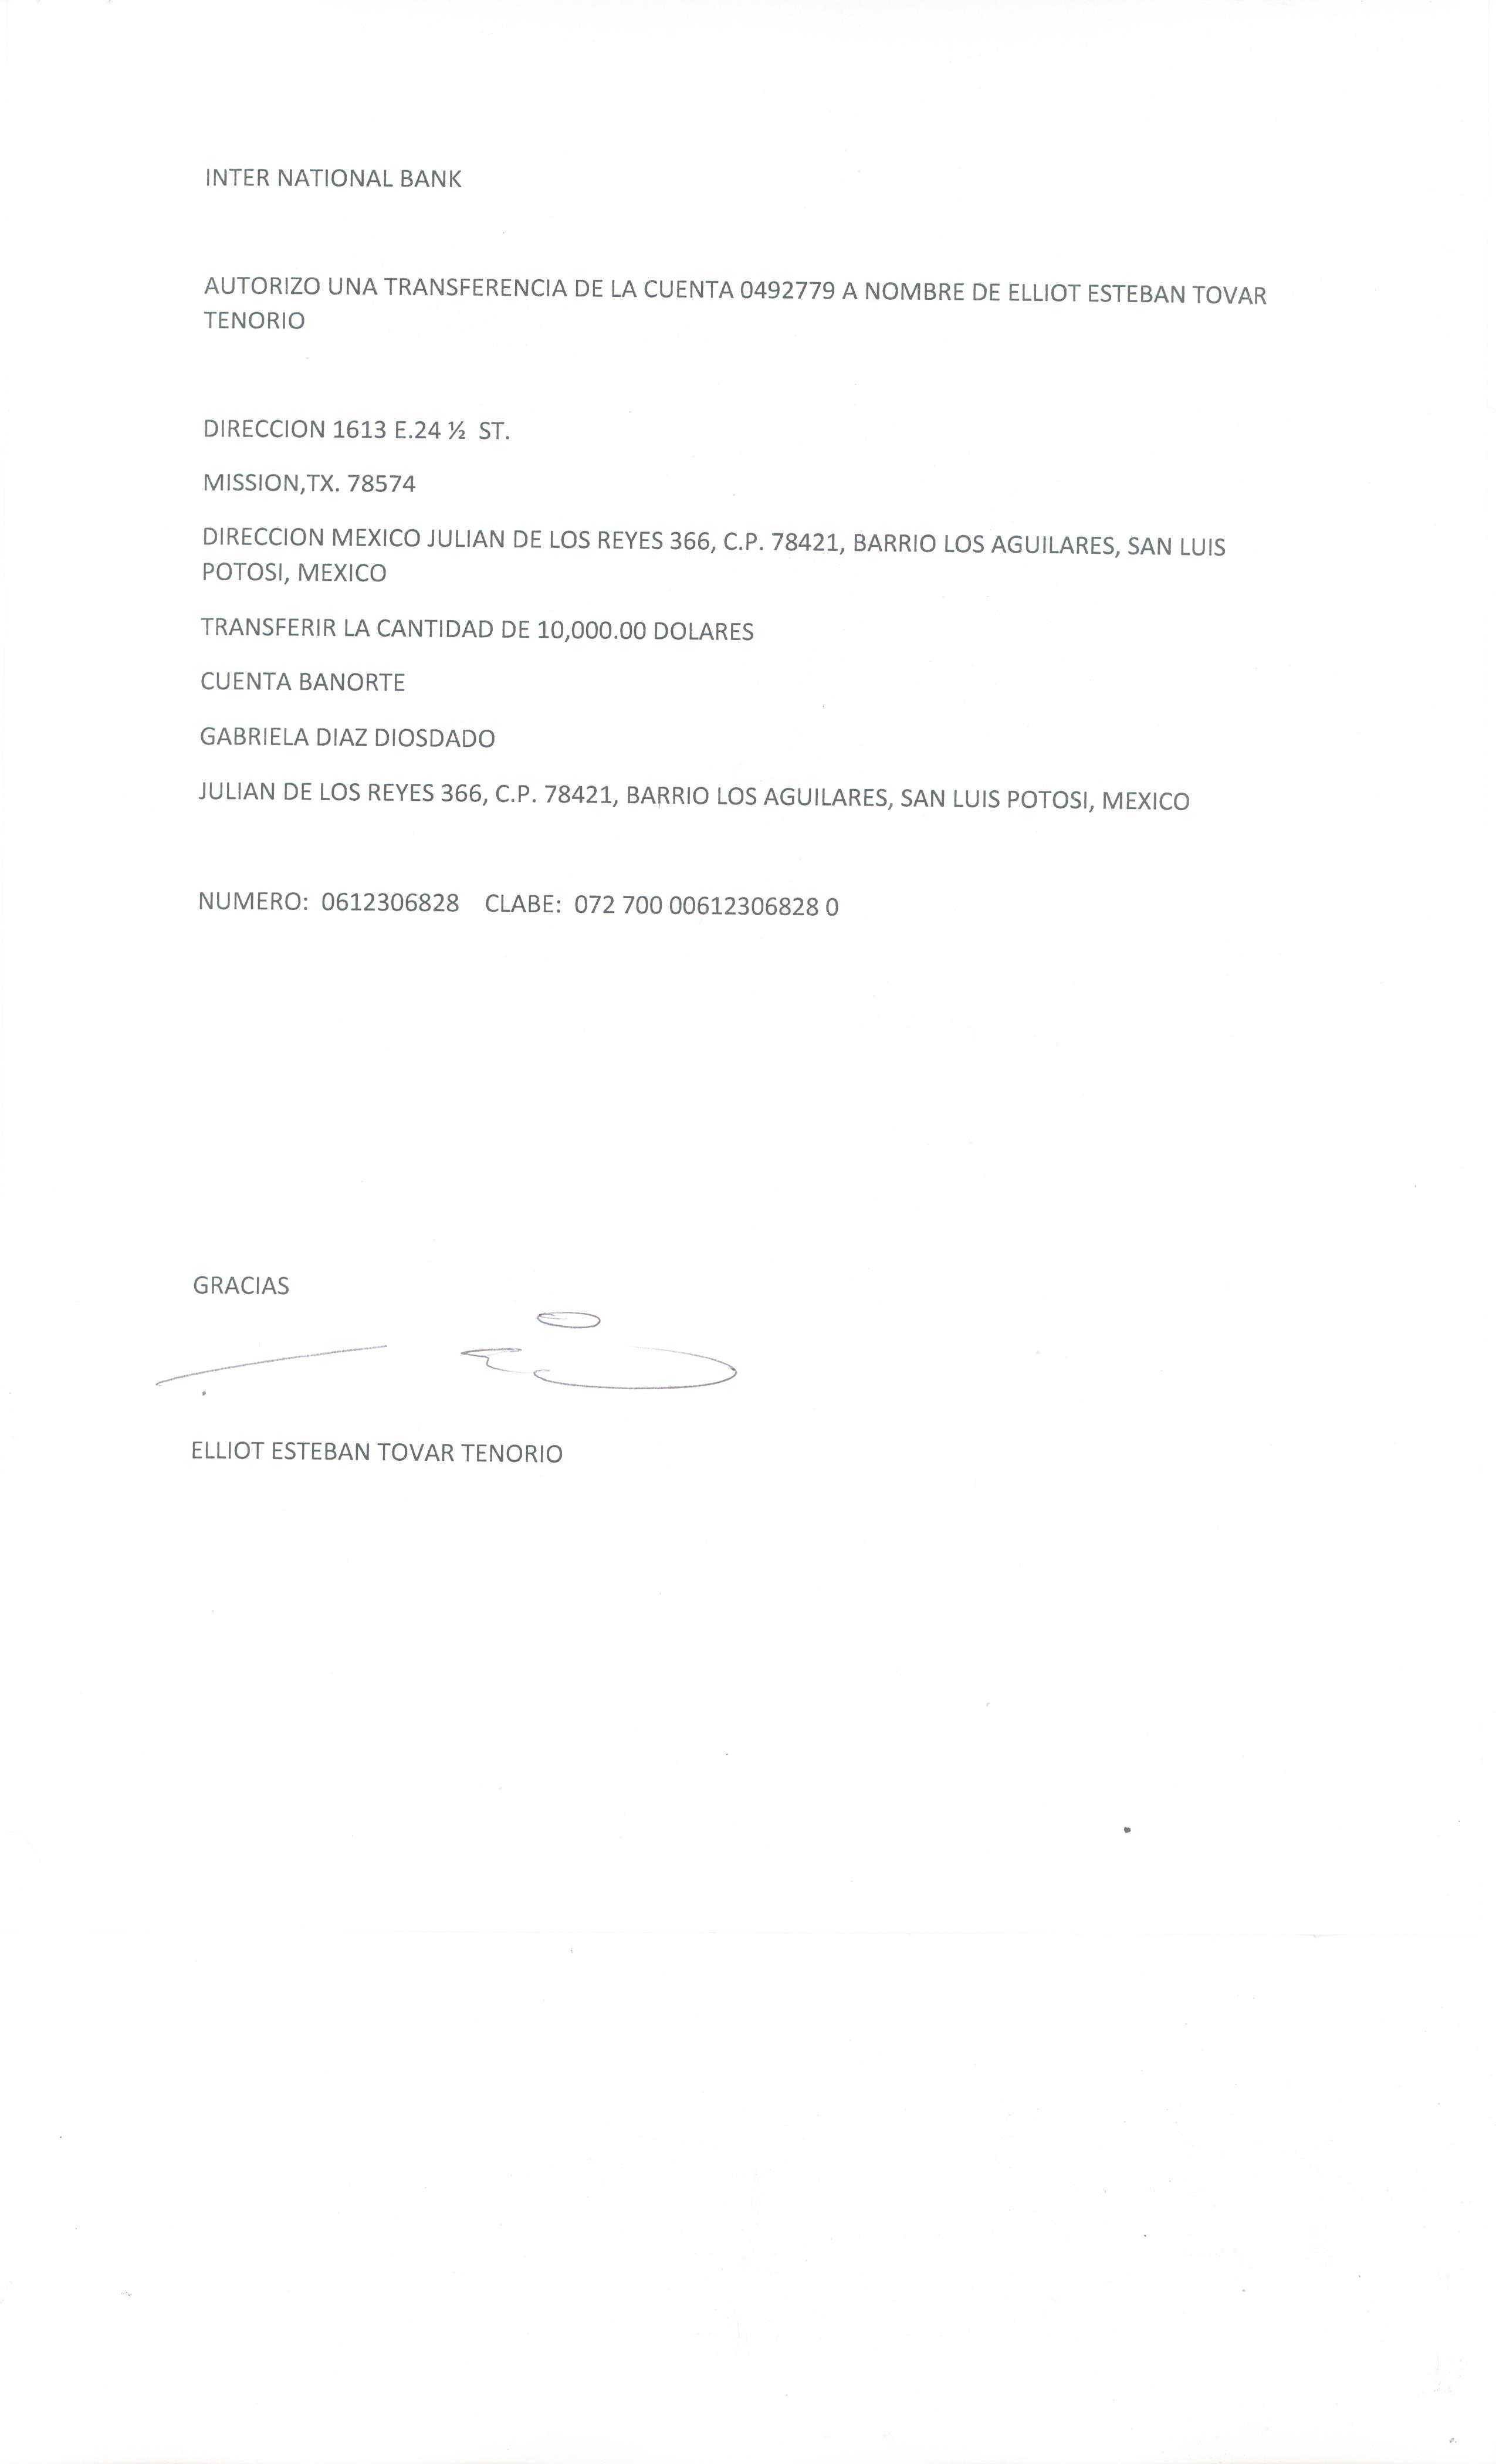 INTER NATIONAL BANK
AUTORIZO UNA TRANSFERENCIA DE LA CUENTA 0492779 A NOMBRE DE ELLIOT ESTEBAN TOVAR
TENORIO
DIRECCION 1613 E.24 ½ ST.
MISSION,TX. 78574
DIRECCION MEXICO JULIAN DE LOS REYES 366, C.P. 78421, BARRIO LOS AGUILARES, SAN LUIS
POTOSI, MEXICO
TRANSFERIR LA CANTIDAD DE 10,000.00 DOLARES
CUENTA BANORTE
GABRIELA DIAZ DIOSDADO
JULIAN DE LOS REYES 366, C.P. 78421, BARRIO LOS AGUILARES, SAN LUIS POTOSI, MEXICO
NUMERO: 0612306828 CLABE: 072 700 00612306828 0
GRACIAS
ELLIOT ESTEBAN TOVAR TENORIO